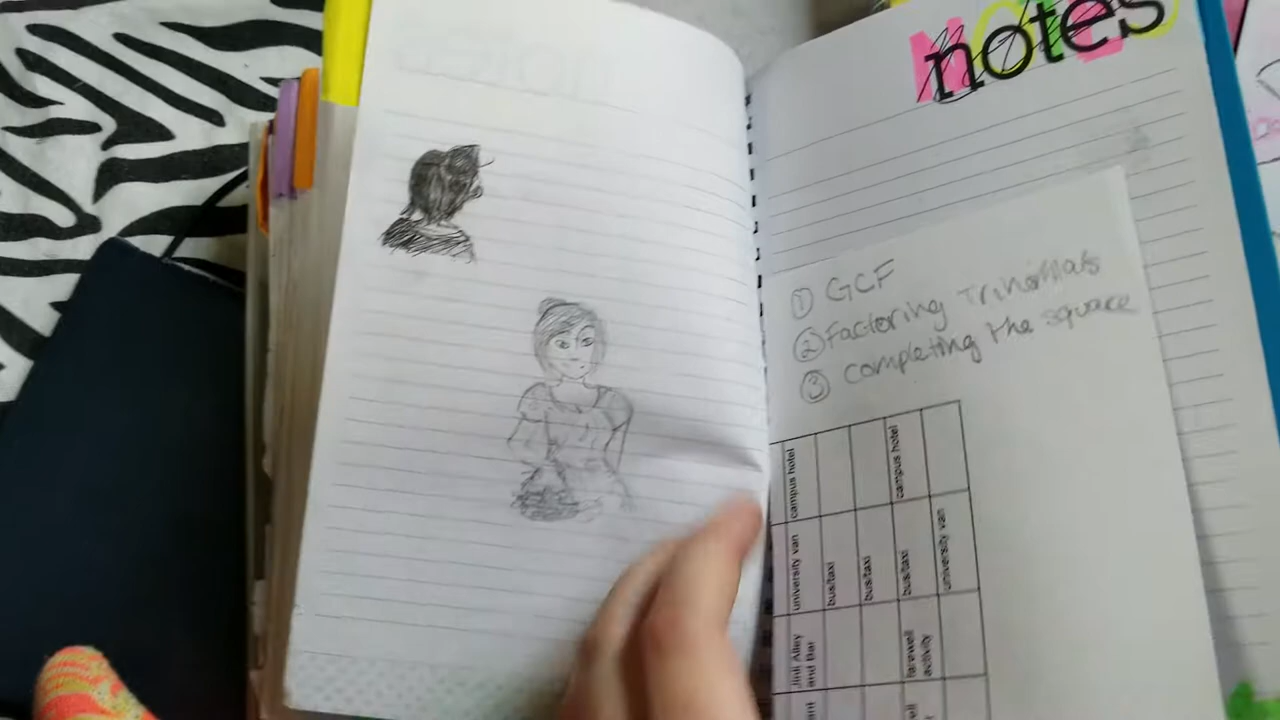 notes
① GCF
② Factoring Trinomials
③ completing the square
campus hotel
campus hotel
university van
bus/taxi
bus/taxi
bus/taxi
university van
and Bar
farewell
activity